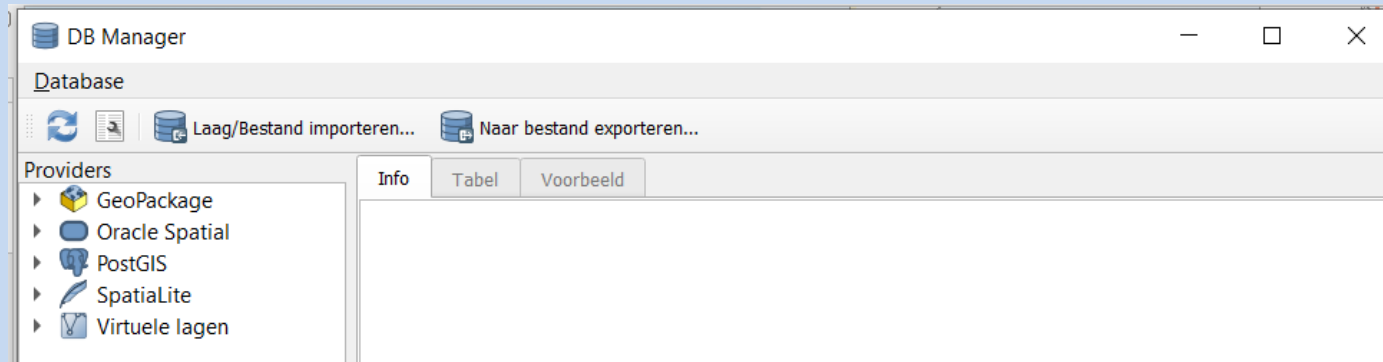 DB Manager
Database
Laag/Bestand importeren... Naar bestand exporteren...
Providers
Info Tabel Voorbeeld
GeoPackage
Oracle Spatial
PostGIS
SpatiaLite
Virtuele lagen